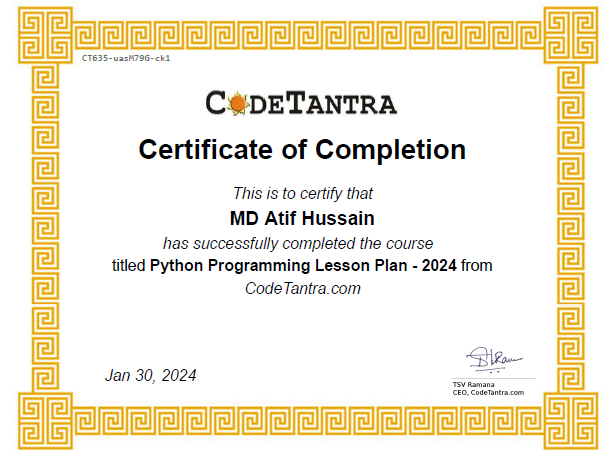 CT635-uasM79G-ck1
CODETANTRA
Certificate of Completion
This is to certify that
MD Atif Hussain
has successfully completed the course
titled Python Programming Lesson Plan - 2024 from
CodeTantra.com
Jan 30, 2024
TSV Ramana
CEO, CodeTantra.com